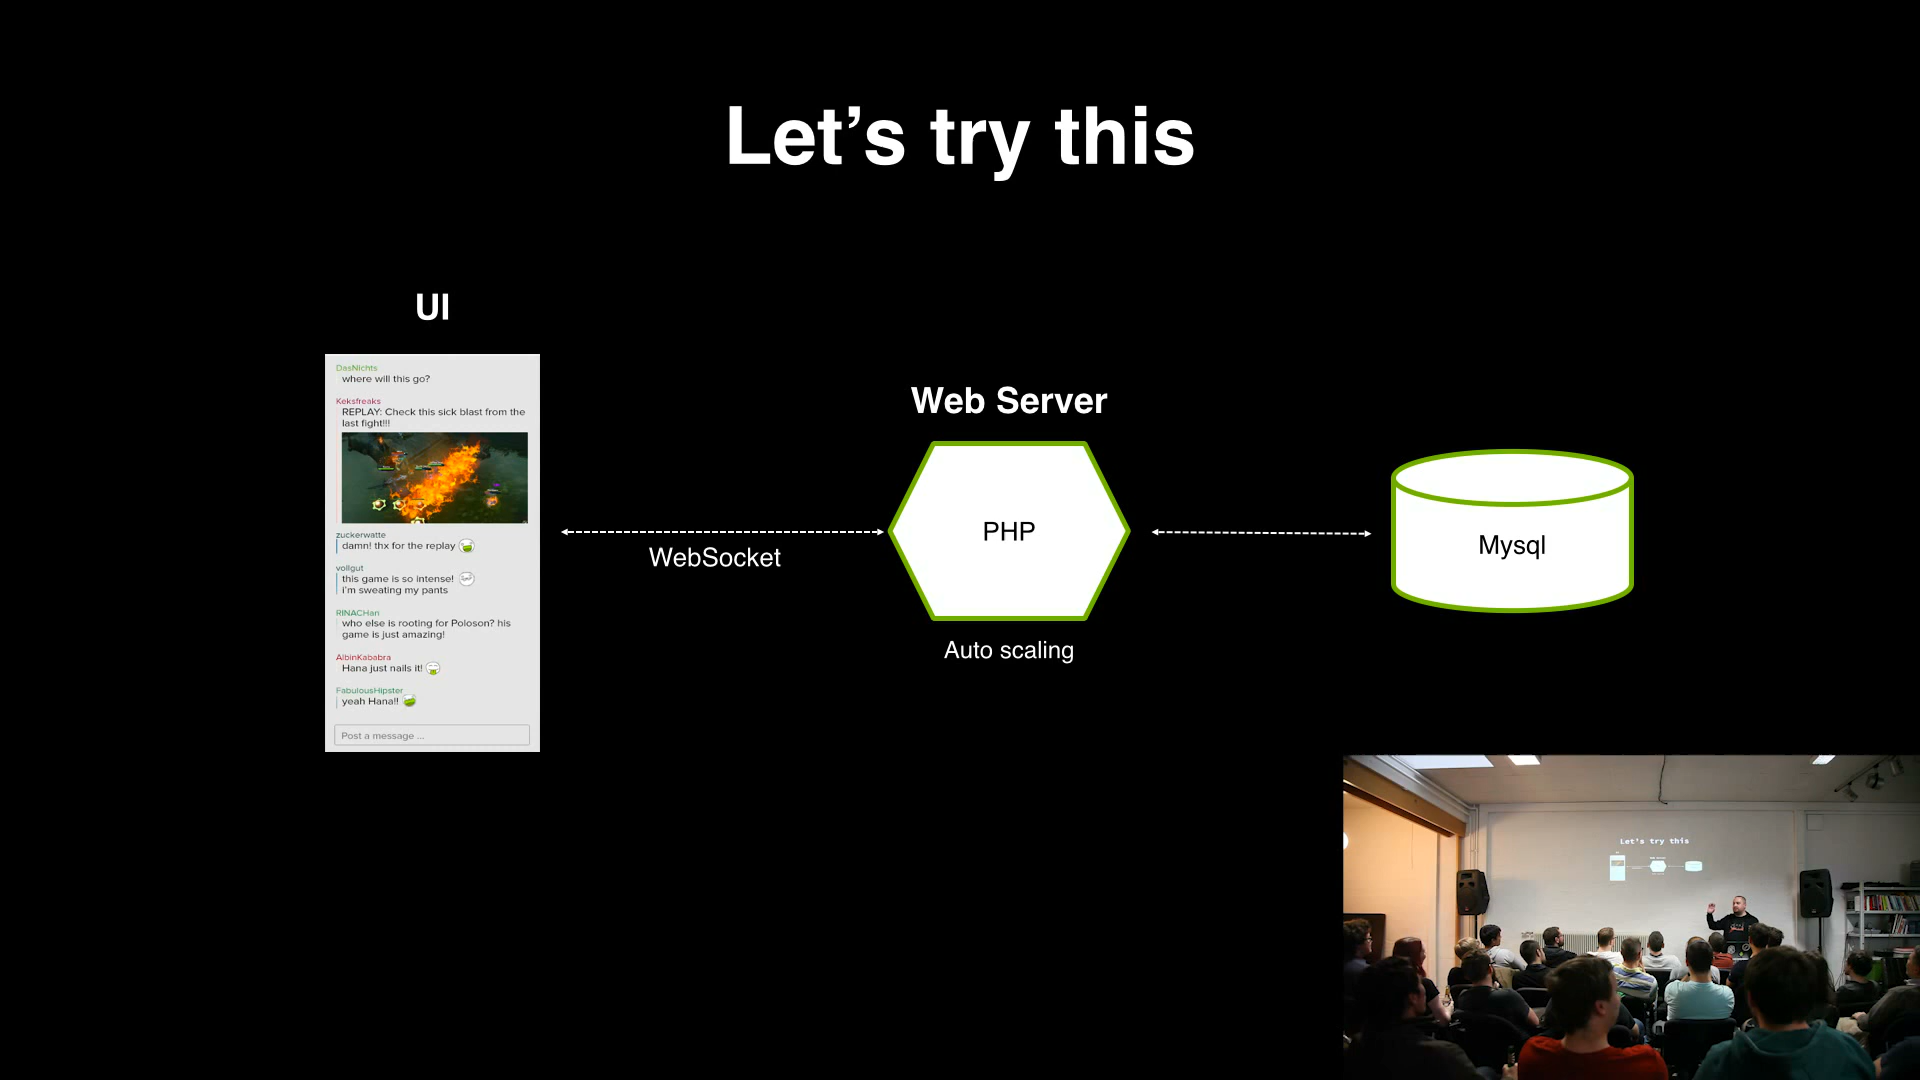 Let’s try this
UI
DasNichts
where will this go?
Keksfreaks
REPLAY: Check this sick blast from the
last fight!!!
zuckerwatte
damn! thx for the replay
vollgut
this game is so intense!
i'm sweating my pants
RINACHan
who else is rooting for Poloson? his
game is just amazing!
AlbinKababra
Hana just nails it!
FabulousHipster
yeah Hana!!
Post a message ...
WebSocket
Web Server
PHP
Auto scaling
Mysql
Let's try this